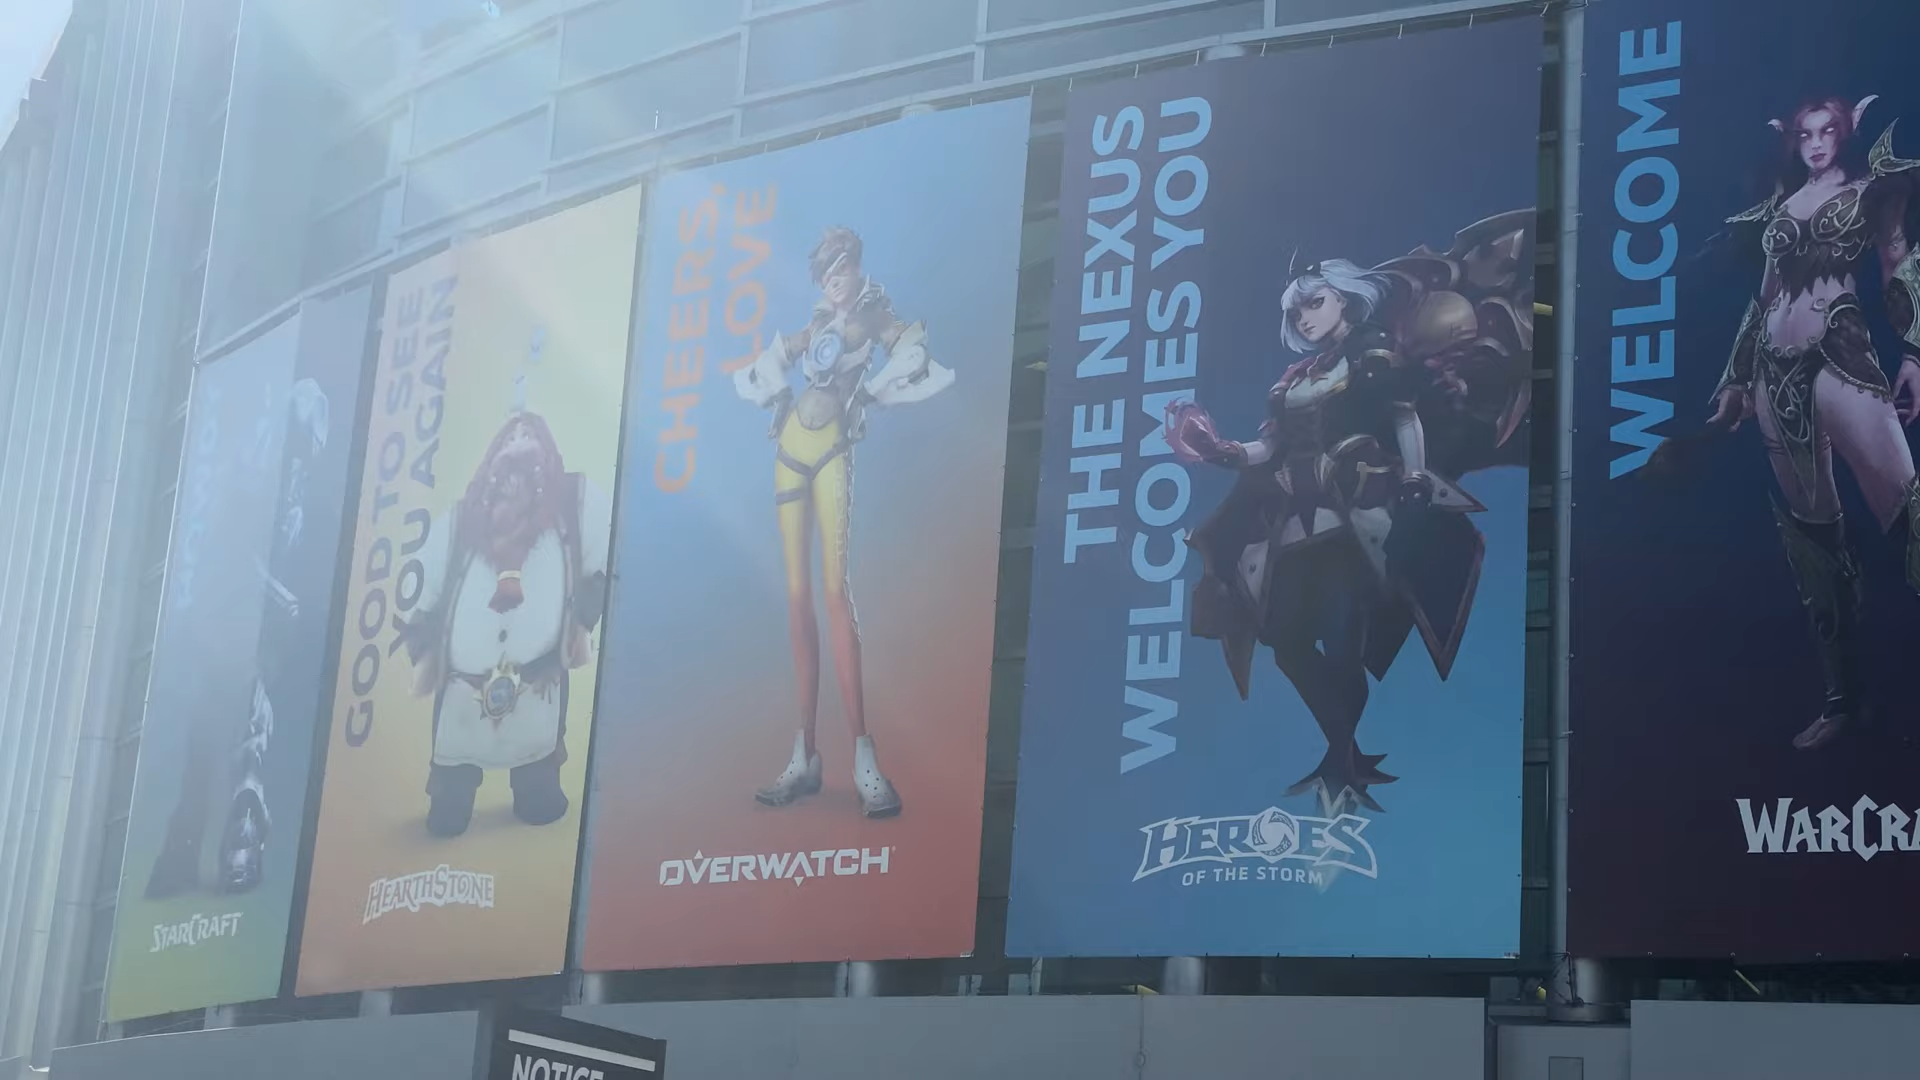 STARCRAFT
GOOD TO SEE
YOU AGAIN
HEARTHSTONE
CHEERS,
LOVE
OVERWATCH
THE NEXUS
WELCOMES YOU
HEROES
OF THE STORM
WELCOME
NOTICE